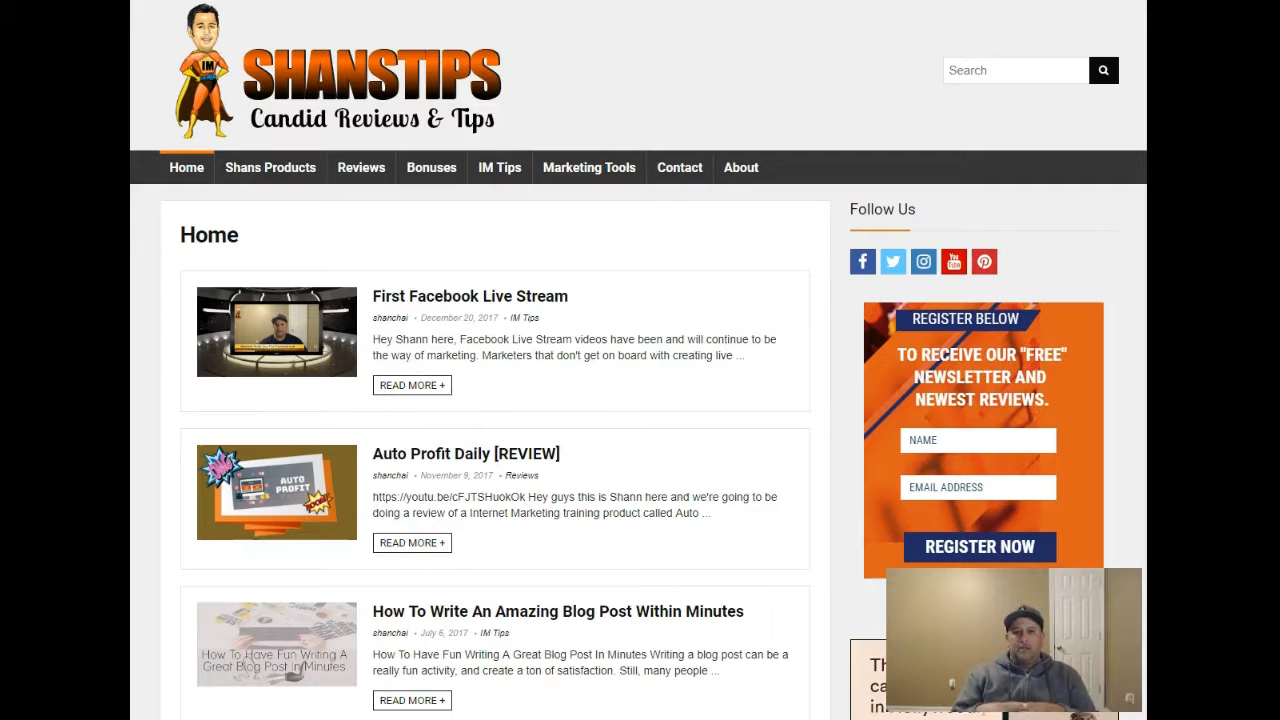 IM
SHANSTIPS
Candid Reviews & Tips
Search
Home
Shans Products
Reviews
Bonuses
IM Tips
Marketing Tools
Contact
About
Home
First Facebook Live Stream
shanchai • December 20, 2017 • IM Tips
Hey Shann here, Facebook Live Stream videos have been and will continue to be
the way of marketing. Marketers that don't get on board with creating live ...
READ MORE +
AUTO
PROFIT
Auto Profit Daily [REVIEW]
shanchai • November 9, 2017 • Reviews
https://youtu.be/cFJTSHuokOk Hey guys this is Shann here and we're going to be
doing a review of a Internet Marketing training product called Auto ...
READ MORE +
How To Have Fun Writing A
Great Blog Post In Minutes
How To Write An Amazing Blog Post Within Minutes
shanchai • July 6, 2017 • IM Tips
How To Have Fun Writing A Great Blog Post In Minutes Writing a blog post can be a
really fun activity, and create a ton of satisfaction. Still, many people ...
READ MORE +
Follow Us
You
Tube
REGISTER BELOW
TO RECEIVE OUR "FREE"
NEWSLETTER AND
NEWEST REVIEWS.
NAME
EMAIL ADDRESS
REGISTER NOW